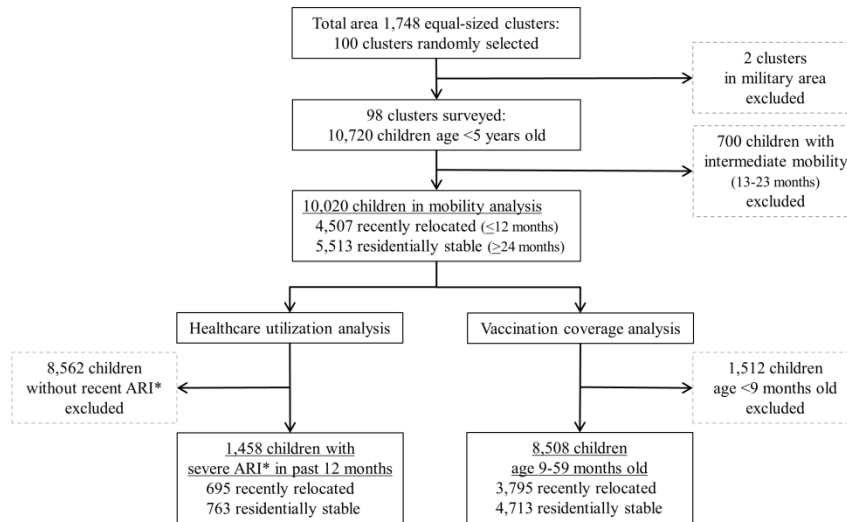 Total area 1,748 equal-sized clusters:
100 clusters randomly selected
2 clusters
in military area
excluded
98 clusters surveyed:
10,720 children age <5 years old
700 children with
intermediate mobility
(13-23 months)
excluded
10,020 children in mobility analysis
4,507 recently relocated (≤12 months)
5,513 residentially stable (≥24 months)
Healthcare utilization analysis
Vaccination coverage analysis
8,562 children
without recent ARI*
excluded
1,512 children
age <9 months old
excluded
1,458 children with
severe ARI* in past 12 months
695 recently relocated
763 residentially stable
8,508 children
age 9-59 months old
3,795 recently relocated
4,713 residentially stable